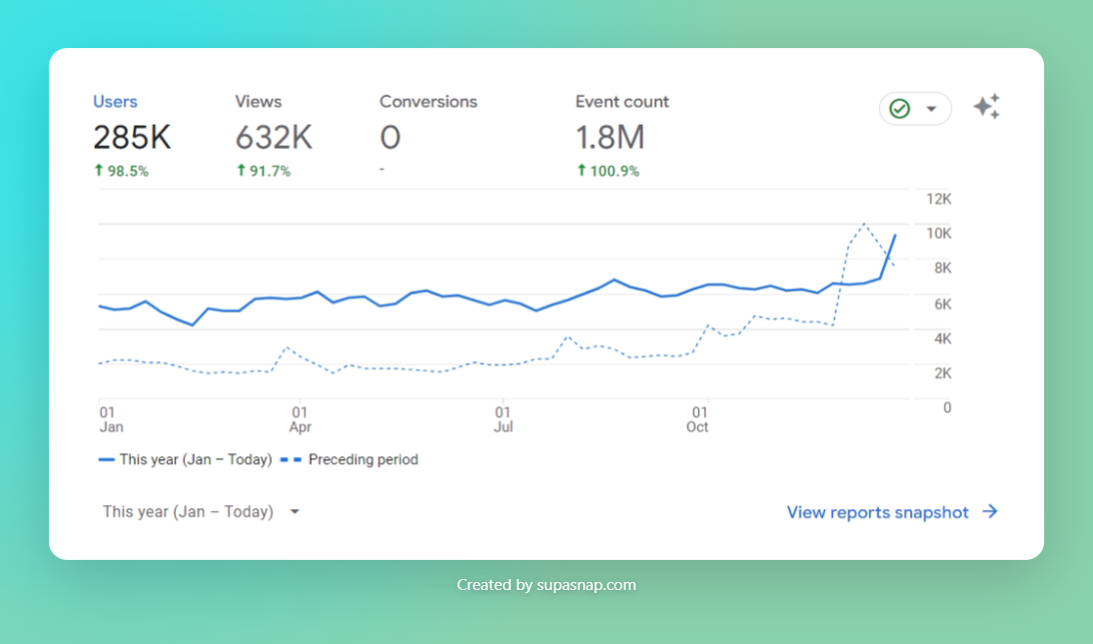 Users
285K
↑ 98.5%
Views
632K
↑ 91.7%
Conversions
0
-
Event count
1.8M
↑ 100.9%
12K
10K
8K
6K
4K
2K
0
01
Jan
01
Apr
01
Jul
01
Oct
This year (Jan – Today)
Preceding period
This year (Jan – Today)
View reports snapshot →
Created by supasnap.com